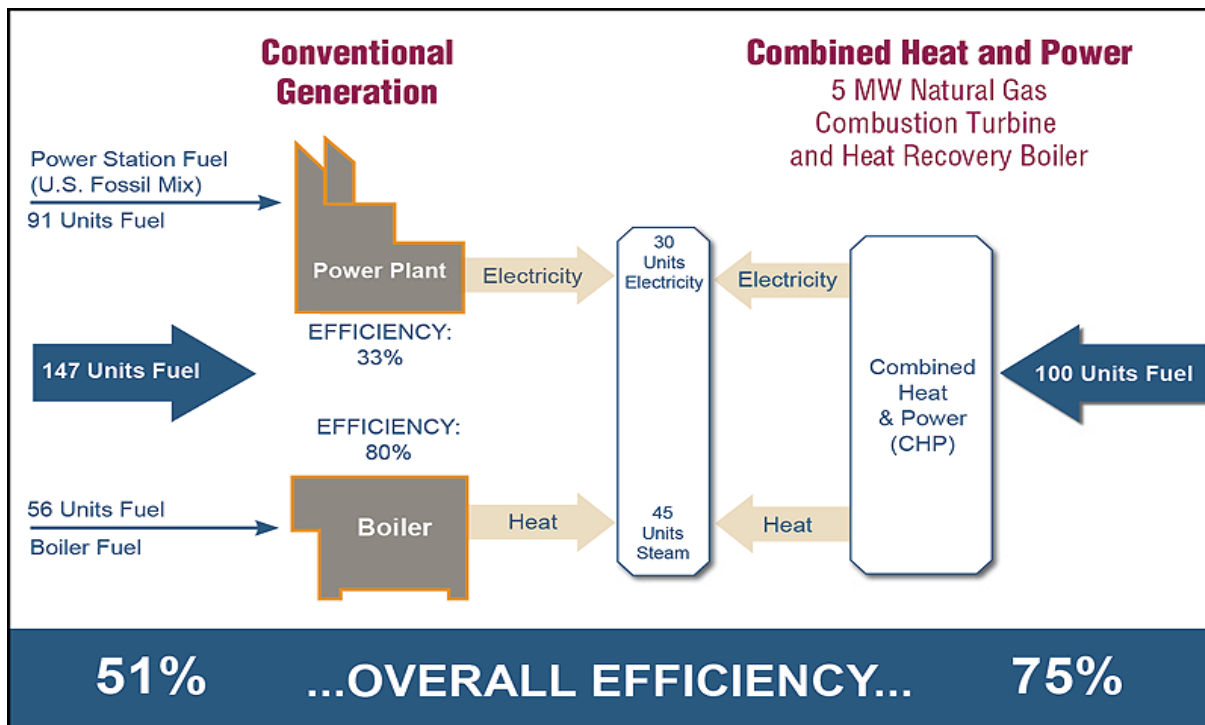 Conventional
Generation
Combined Heat and Power
5 MW Natural Gas
Combustion Turbine
and Heat Recovery Boiler
Power Station Fuel
(U.S. Fossil Mix)
91 Units Fuel
Power Plant
Electricity
30
Units
Electricity
Electricity
EFFICIENCY:
33%
147 Units Fuel
Combined
Heat
& Power
(CHP)
100 Units Fuel
EFFICIENCY:
80%
56 Units Fuel
Boiler Fuel
Boiler
Heat
45
Units
Steam
Heat
51% ...OVERALL EFFICIENCY... 75%